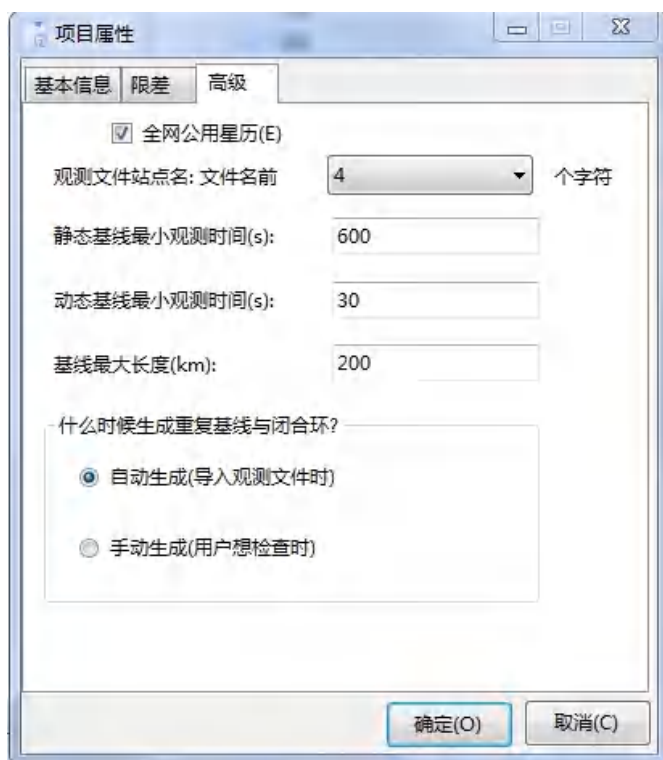 项目属性
基本信息 限差 高级
全网公用星历(E)
观测文件站点名: 文件名前 4 个字符
静态基线最小观测时间(s): 600
动态基线最小观测时间(s): 30
基线最大长度(km): 200
什么时候生成重复基线与闭合环?
自动生成(导入观测文件时)
手动生成(用户想检查时)
确定(O) 取消(C)